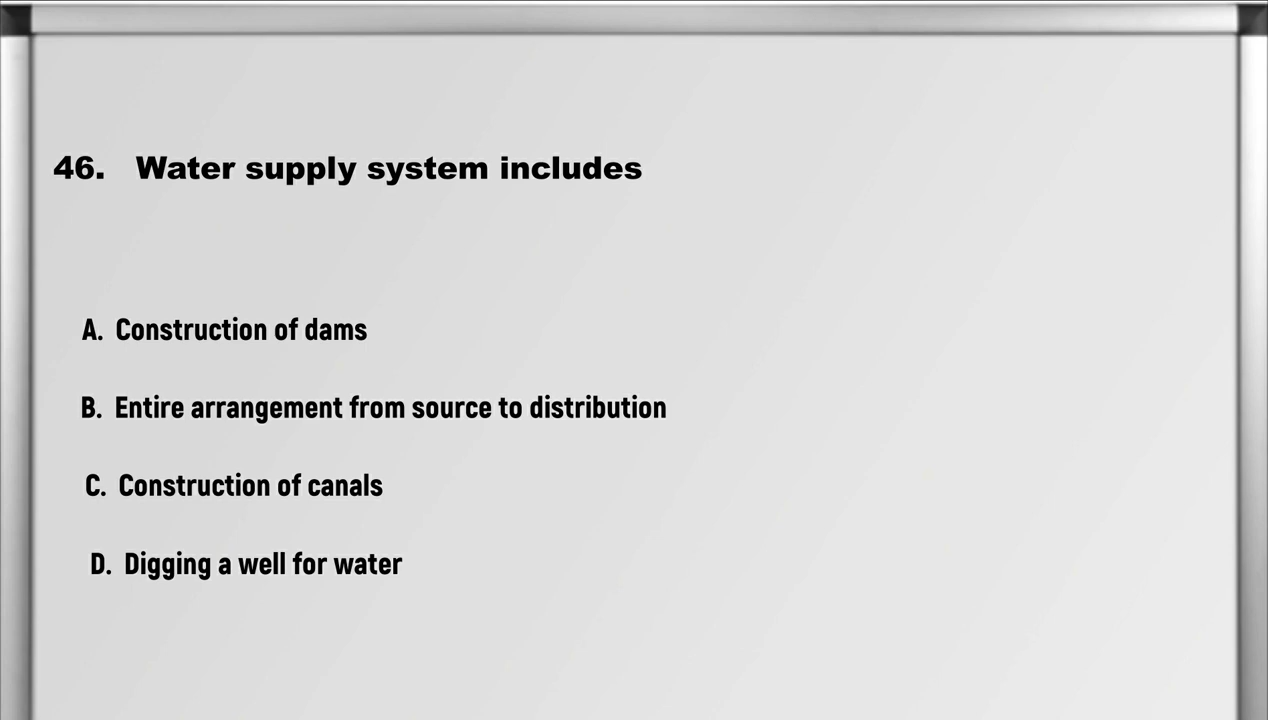 46. Water supply system includes
A. Construction of dams
B. Entire arrangement from source to distribution
C. Construction of canals
D. Digging a well for water